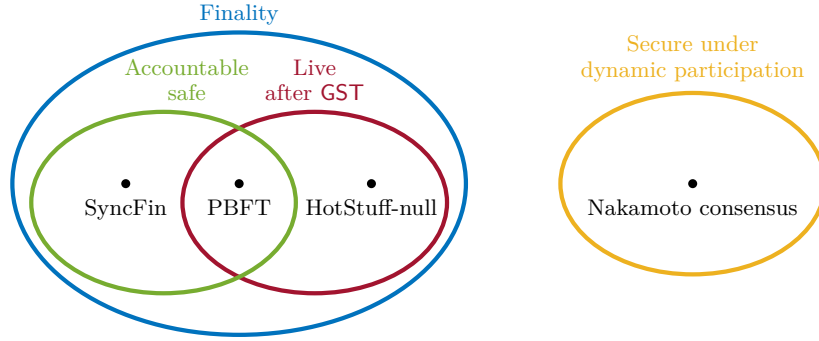 Finality
Accountable
safe
Live
after GST
Secure under
dynamic participation
SyncFin
PBFT
HotStuff-null
Nakamoto consensus